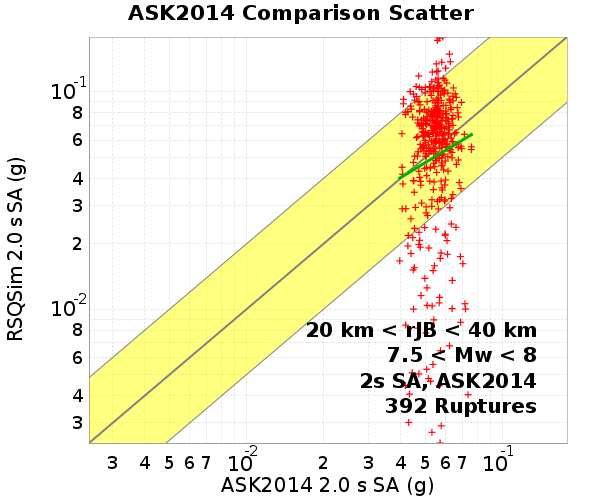 ASK2014 Comparison Scatter
RSQSim 2.0 s SA (g)
10-1
8
6
4
3
2
10-2
8
6
4
3
20 km < rJB < 40 km
7.5 < Mw < 8
2s SA, ASK2014
392 Ruptures
3 4 5 6 7 10-2 2 3 4 5 6 7 10-1
ASK2014 2.0 s SA (g)